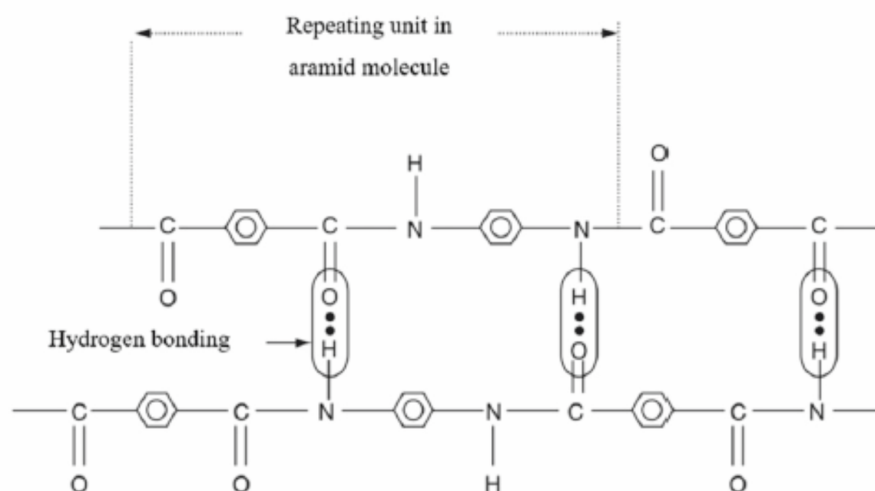 Repeating unit in
aramid molecule
H
O
C C N N C C
O O H O
Hydrogen bonding
H O H
C C N N C C N
O O H O